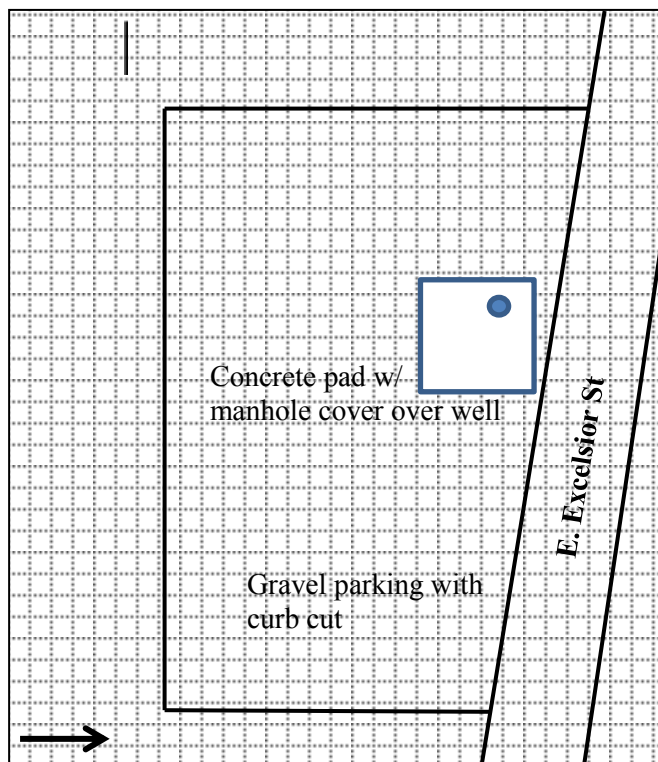 Concrete pad w/
manhole cover over well
E. Excelsior St
Gravel parking with
curb cut